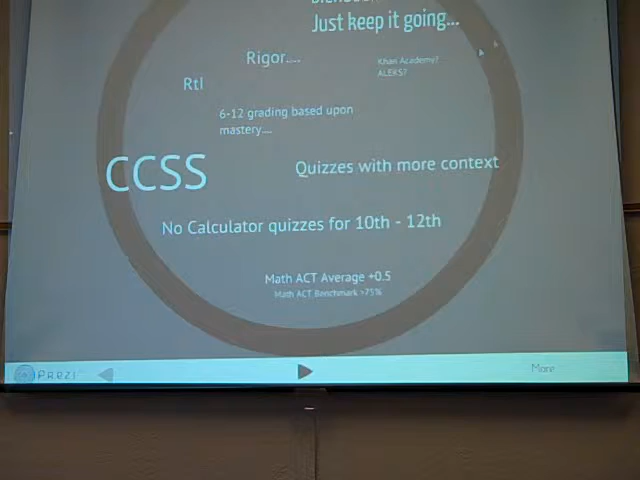 Just keep it going...
Rigor....
Khan Academy?
ALEKS?
RtI
6-12 grading based upon
mastery....
CCSS
Quizzes with more context
No Calculator quizzes for 10th - 12th
Math ACT Average +0.5
Math ACT Benchmark >75%
PREZI
More